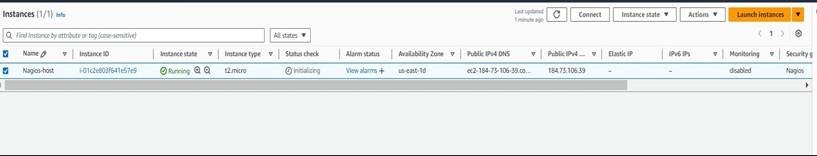 Instances (1/1) Info
Last updated
1 minute ago
Connect
Instance state
Actions
Launch instances
Find Instance by attribute or tag (case-sensitive)
All states
1
Name Instance ID Instance state Instance type Status check Alarm status Availability Zone Public IPv4 DNS Public IPv4 ... Elastic IP IPv6 IPs Monitoring Security g
Nagios-host i-01c2e803f641e57e9 Running t2.micro Initializing View alarms + us-east-1d ec2-184-73-106-39.co... 184.73.106.39 – – disabled Nagios